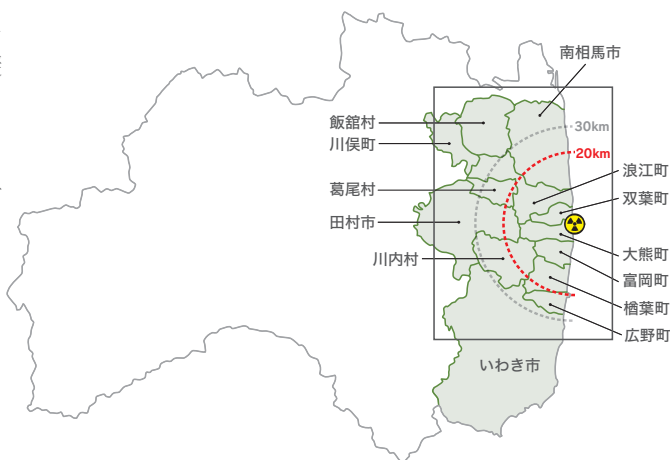 南相馬市
飯舘村
30km
川俣町
20km
浪江町
葛尾村
双葉町
田村市
大熊町
川内村
富岡町
楢葉町
広野町
いわき市